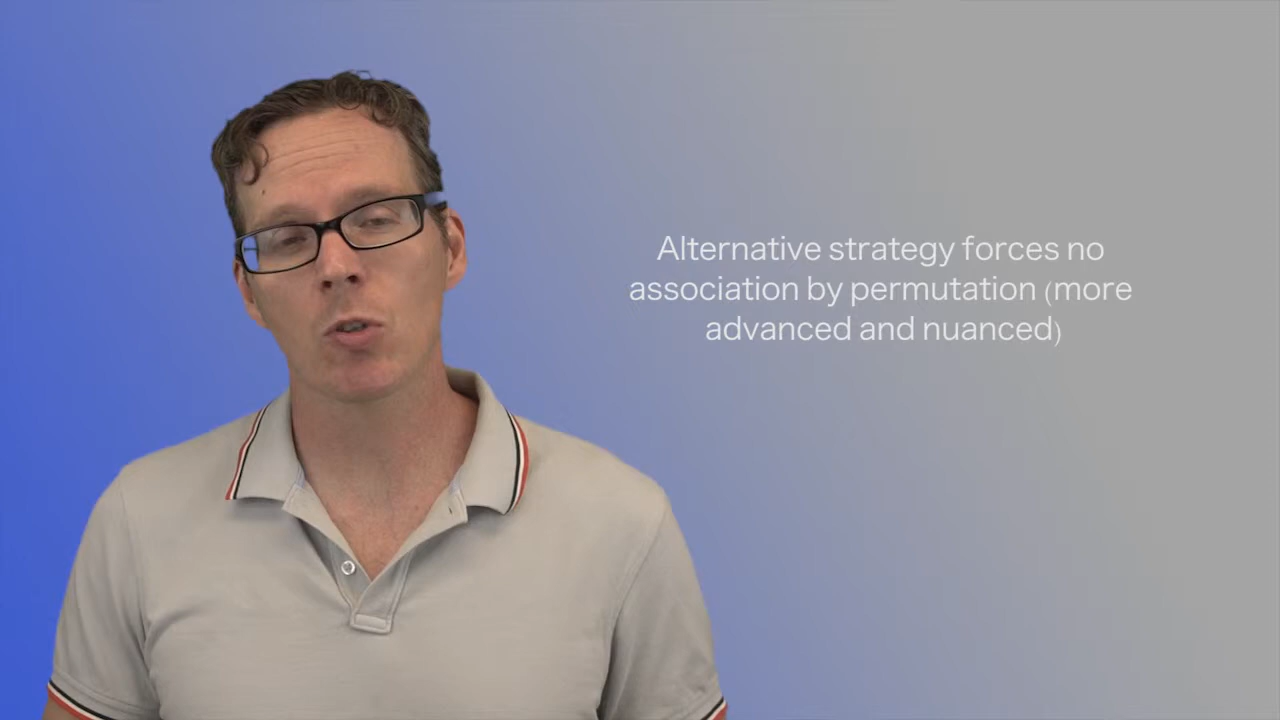 Alternative strategy forces no
association by permutation (more
advanced and nuanced)